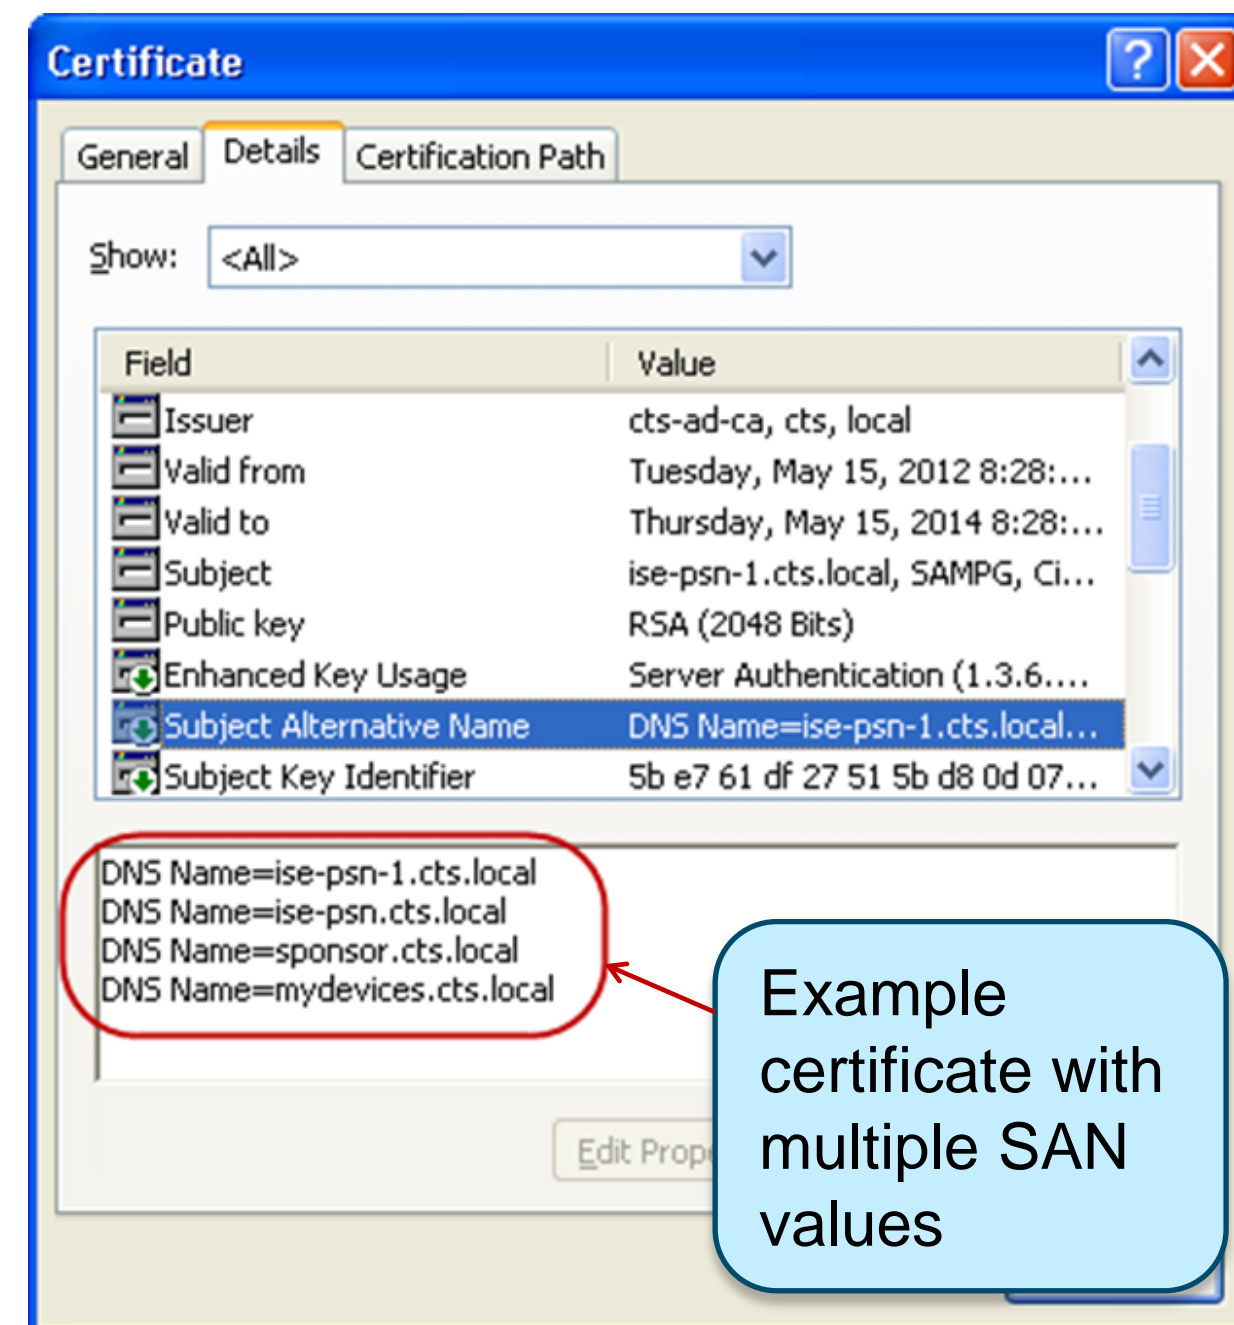 Certificate
General Details Certification Path
Show: <All>
Field Value
Issuer cts-ad-ca, cts, local
Valid from Tuesday, May 15, 2012 8:28:...
Valid to Thursday, May 15, 2014 8:28:...
Subject ise-psn-1.cts.local, SAMPG, Ci...
Public key RSA (2048 Bits)
Enhanced Key Usage Server Authentication (1.3.6....
Subject Alternative Name DNS Name=ise-psn-1.cts.local...
Subject Key Identifier 5b e7 61 df 27 51 5b d8 0d 07...
DNS Name=ise-psn-1.cts.local
DNS Name=ise-psn.cts.local
DNS Name=sponsor.cts.local
DNS Name=mydevices.cts.local
Example
certificate with
multiple SAN
values
Edit Prope